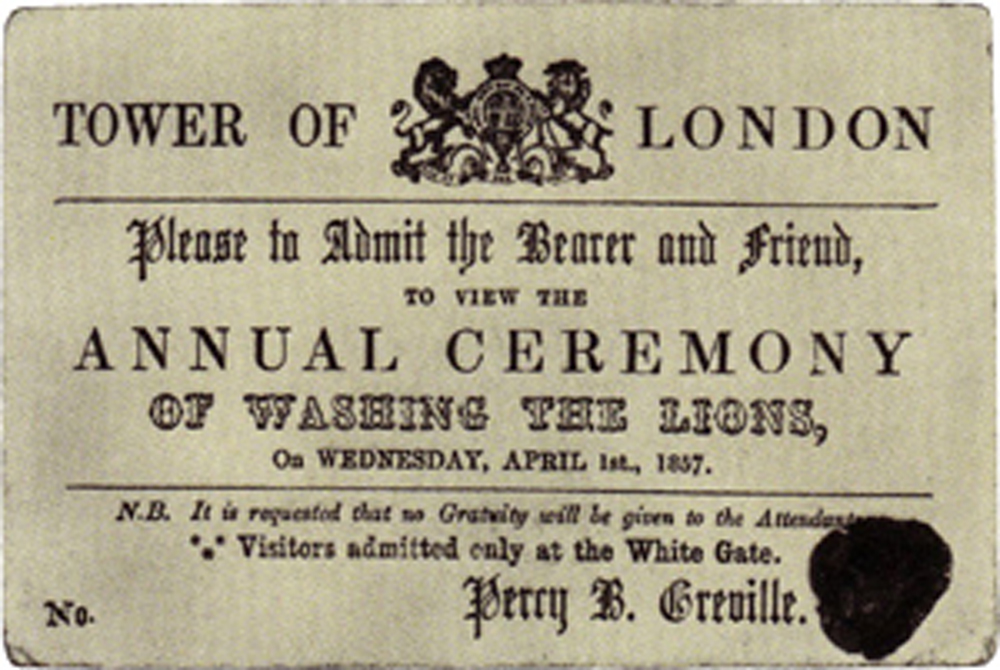 TOWER OF LONDON
Please to Admit the Bearer and Friend,
TO VIEW THE
ANNUAL CEREMONY
OF WASHING THE LIONS,
On WEDNESDAY, APRIL 1st., 1857.
N.B. It is requested that no Gratuity will be given to the Attendants
*⁎* Visitors admitted only at the White Gate.
Percy B. Greville.
No.